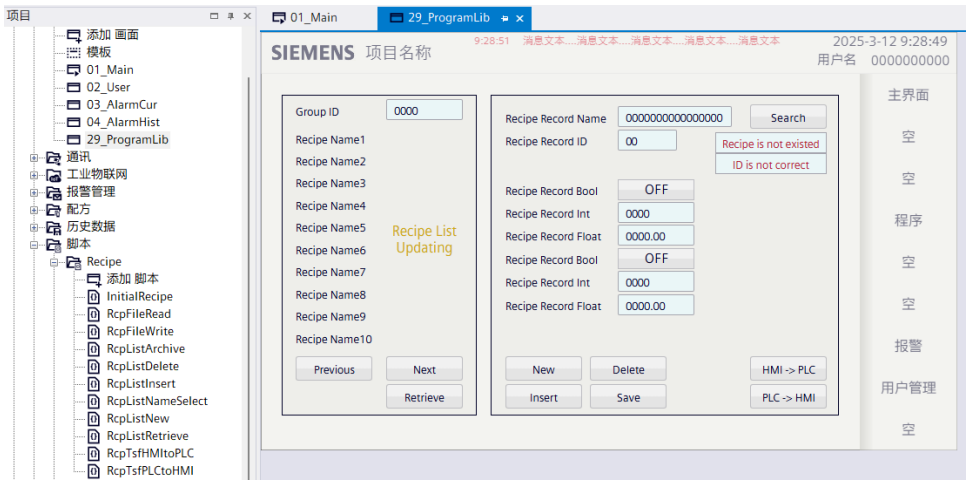 项目
添加 画面
模板
01_Main
02_User
03_AlarmCur
04_AlarmHist
29_ProgramLib
通讯
工业物联网
报警管理
配方
历史数据
脚本
Recipe
添加 脚本
InitialRecipe
RcpFileRead
RcpFileWrite
RcpListArchive
RcpListDelete
RcpListInsert
RcpListNameSelect
RcpListNew
RcpListRetrieve
RcpTsfHMItoPLC
RcpTsfPLCtoHMI
01_Main
29_ProgramLib
SIEMENS 项目名称
9:28:51 消息文本....消息文本....消息文本....消息文本....消息文本
2025-3-12 9:28:49
用户名 0000000000
Group ID 0000
Recipe Name1
Recipe Name2
Recipe Name3
Recipe Name4
Recipe Name5
Recipe Name6
Recipe Name7
Recipe Name8
Recipe Name9
Recipe Name10
Recipe List
Updating
Previous Next
Retrieve
Recipe Record Name 0000000000000000 Search
Recipe Record ID 00 Recipe is not existed
ID is not correct
Recipe Record Bool OFF
Recipe Record Int 0000
Recipe Record Float 0000.00
Recipe Record Bool OFF
Recipe Record Int 0000
Recipe Record Float 0000.00
New Delete HMI -> PLC
Insert Save PLC -> HMI
主界面
空
空
程序
空
空
报警
用户管理
空